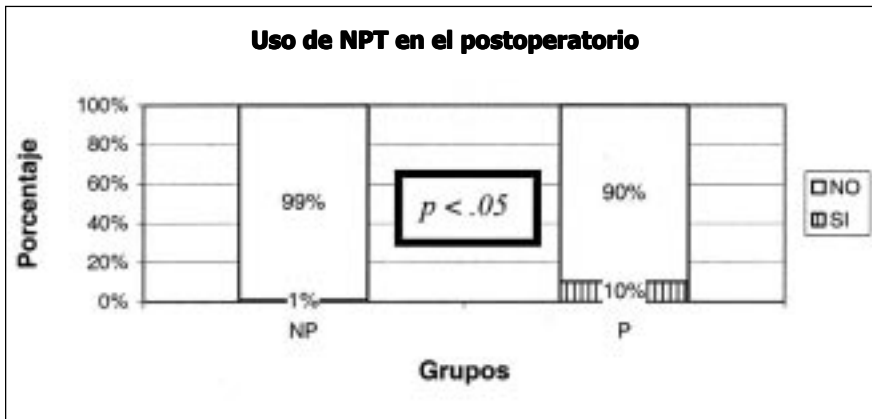 Uso de NPT en el postoperatorio
100%
80%
60%
40%
20%
0%
Porcentaje
99%
1%
p < .05
90%
10%
NO
SI
NP
P
Grupos